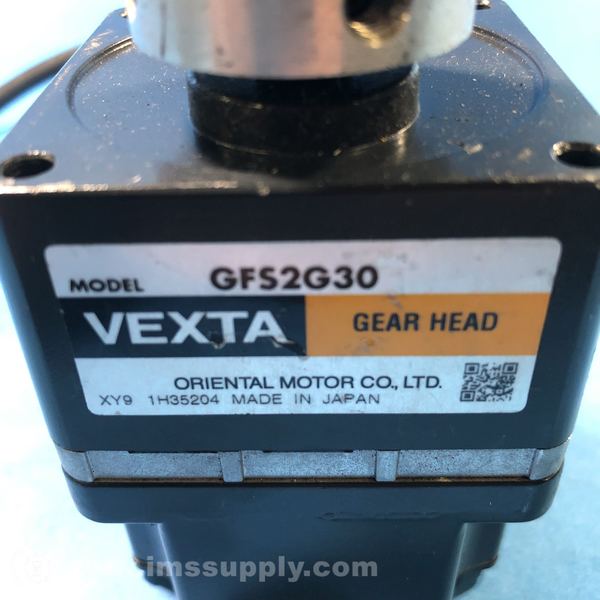 MODEL GFS2G30
VEXTA GEAR HEAD
ORIENTAL MOTOR CO., LTD.
XY9 1H35204 MADE IN JAPAN
imssupply.com